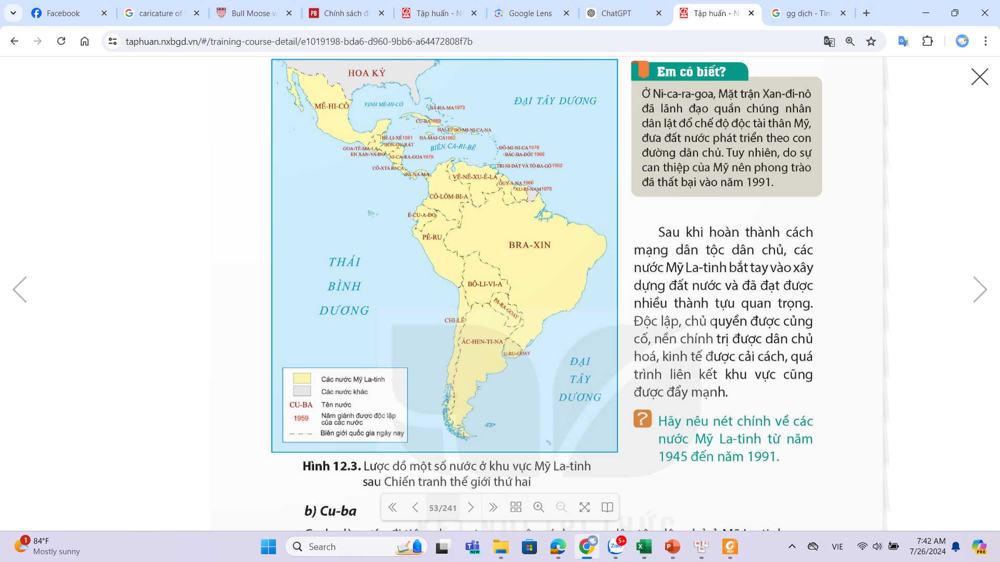 Facebook
caricature of
Bull Moose và
Chính sách đố
Tập huấn - N
Google Lens
ChatGPT
Tập huấn - N
gg dịch - Tìm
taphuan.nxbgd.vn/#/training-course-detail/e1019198-bda6-d960-9bb6-a64472808f7b
HOA KỲ
MÊ-HI-CÔ
VỊNH MÊ-HI-CÔ
ĐẠI TÂY DƯƠNG
BA-HA-MA 1973
CU-BA 1959
HAI-TI ĐÔ-MI-NI-CA-NA
BÊ-LI-XÊ 1981
HA-MAI-CA 1962
HÔN-ĐU-RÁT
BIỂN CA-RI-BÊ
GOA-TÊ-MA-LA
ĐÔ-MI-NI-CA 1978
EN XAN-VA-ĐO
BÁC-BA-ĐỐT 1966
NI-CA-RA-GOA 1979
CÔ-XTA RI-CA
TRI-NI-ĐÁT VÀ TÔ-BA-GÔ 1962
PA-NA-MA
VÊ-NÊ-XU-Ê-LA
GUY-A-NA 1966
XU-RI-NAM 1975
CÔ-LÔM-BI-A
Ê-CU-A-ĐO
PÊ-RU
BRA-XIN
THÁI
BÌNH
DƯƠNG
BÔ-LI-VI-A
PA-RA-GOAY
CHI-LÊ
ÁC-HEN-TI-NA
U-RU-GOAY
ĐẠI
TÂY
DƯƠNG
Các nước Mỹ La-tinh
Các nước khác
CU-BA Tên nước
1959 Năm giành được độc lập
của các nước
Biên giới quốc gia ngày nay
Hình 12.3. Lược đồ một số nước ở khu vực Mỹ La-tinh
sau Chiến tranh thế giới thứ hai
b) Cu-ba
Em có biết?
Ở Ni-ca-ra-goa, Mặt trận Xan-đi-nô
đã lãnh đạo quần chúng nhân
dân lật đổ chế độ độc tài thân Mỹ,
đưa đất nước phát triển theo con
đường dân chủ. Tuy nhiên, do sự
can thiệp của Mỹ nên phong trào
đã thất bại vào năm 1991.
Sau khi hoàn thành cách
mạng dân tộc dân chủ, các
nước Mỹ La-tinh bắt tay vào xây
dựng đất nước và đã đạt được
nhiều thành tựu quan trọng.
Độc lập, chủ quyền được củng
cố, nền chính trị được dân chủ
hoá, kinh tế được cải cách, quá
trình liên kết khu vực cũng
được đẩy mạnh.
? Hãy nêu nét chính về các
nước Mỹ La-tinh từ năm
1945 đến năm 1991.
53/241
84°F
Mostly sunny
1
Search
NEW
Zalo
5+
VIE
7:42 AM
7/26/2024
PRE